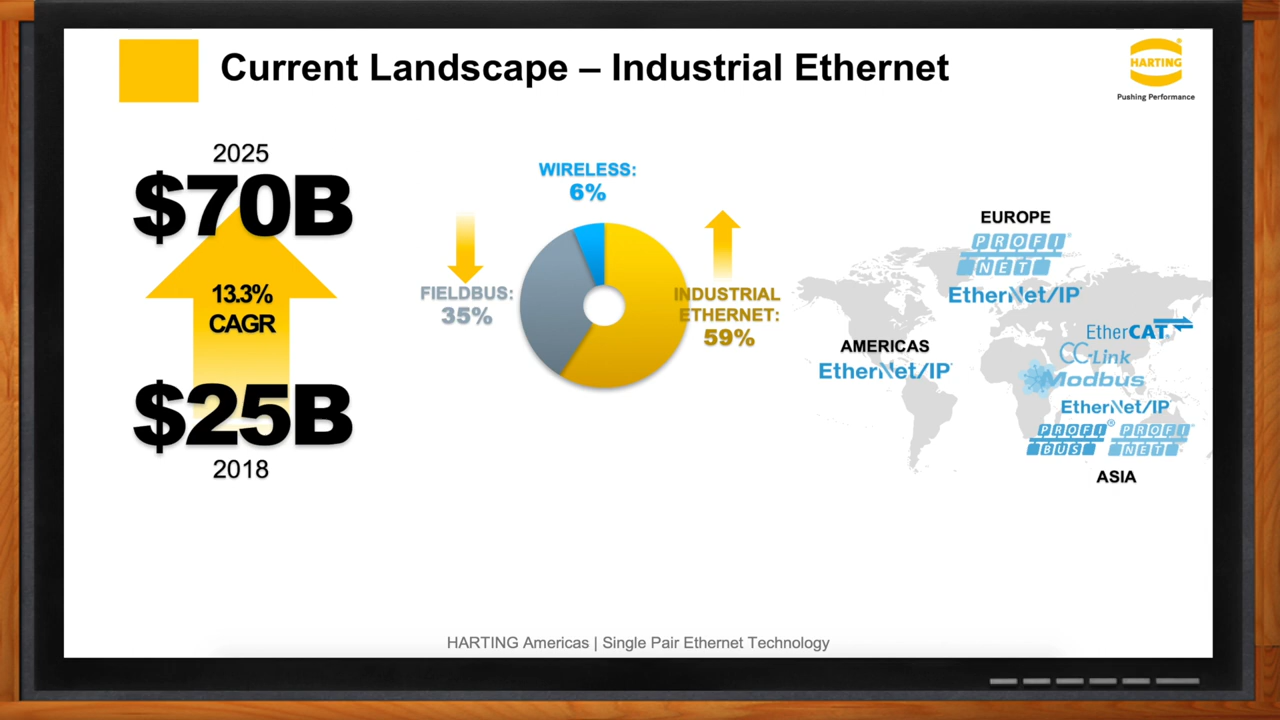 Current Landscape – Industrial Ethernet
HARTING
Pushing Performance
2025
$70B
13.3%
CAGR
$25B
2018
WIRELESS:
6%
FIELDBUS:
35%
INDUSTRIAL
ETHERNET:
59%
EUROPE
PROFI
NET
EtherNet/IP
AMERICAS
EtherNet/IP
EtherCAT
CC-Link
Modbus
EtherNet/IP
PROFI PROFI
BUS NET
ASIA
HARTING Americas | Single Pair Ethernet Technology